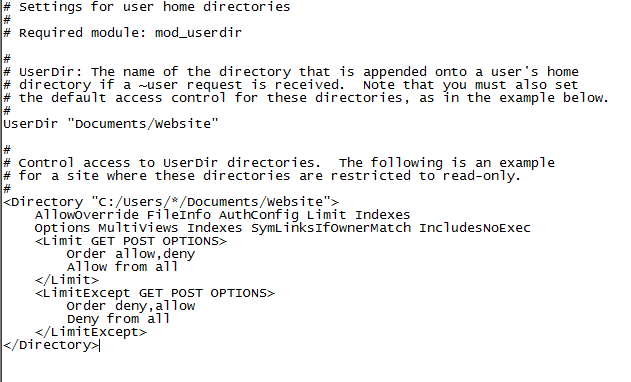 # Settings for user home directories
#
# Required module: mod_userdir

#
# UserDir: The name of the directory that is appended onto a user's home
# directory if a ~user request is received.  Note that you must also set
# the default access control for these directories, as in the example below.
#
UserDir "Documents/Website"

#
# Control access to UserDir directories.  The following is an example
# for a site where these directories are restricted to read-only.
#
<Directory "C:/Users/*/Documents/Website">
    AllowOverride FileInfo AuthConfig Limit Indexes
    Options MultiViews Indexes SymLinksIfOwnerMatch IncludesNoExec
    <Limit GET POST OPTIONS>
        Order allow,deny
        Allow from all
    </Limit>
    <LimitExcept GET POST OPTIONS>
        Order deny,allow
        Deny from all
    </LimitExcept>
</Directory>